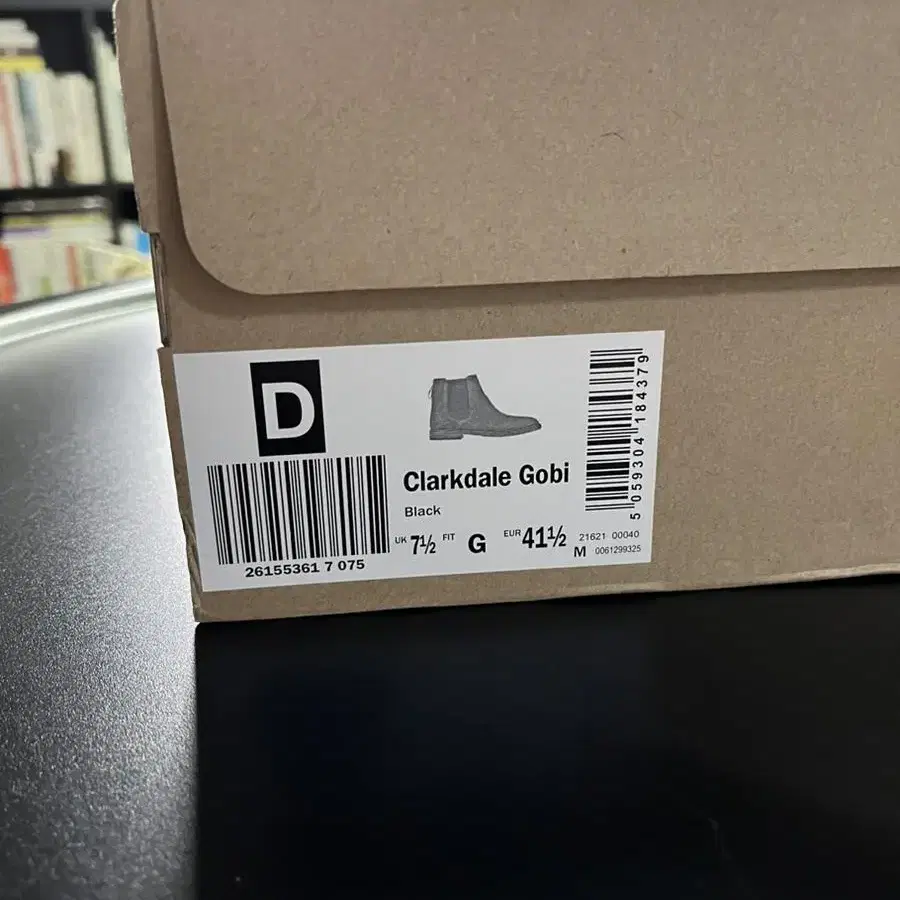 D
26155361 7 075
Clarkdale Gobi
Black
UK 7½ FIT G EUR 41½
21621 00040
M 0061299325
5 059304 184379